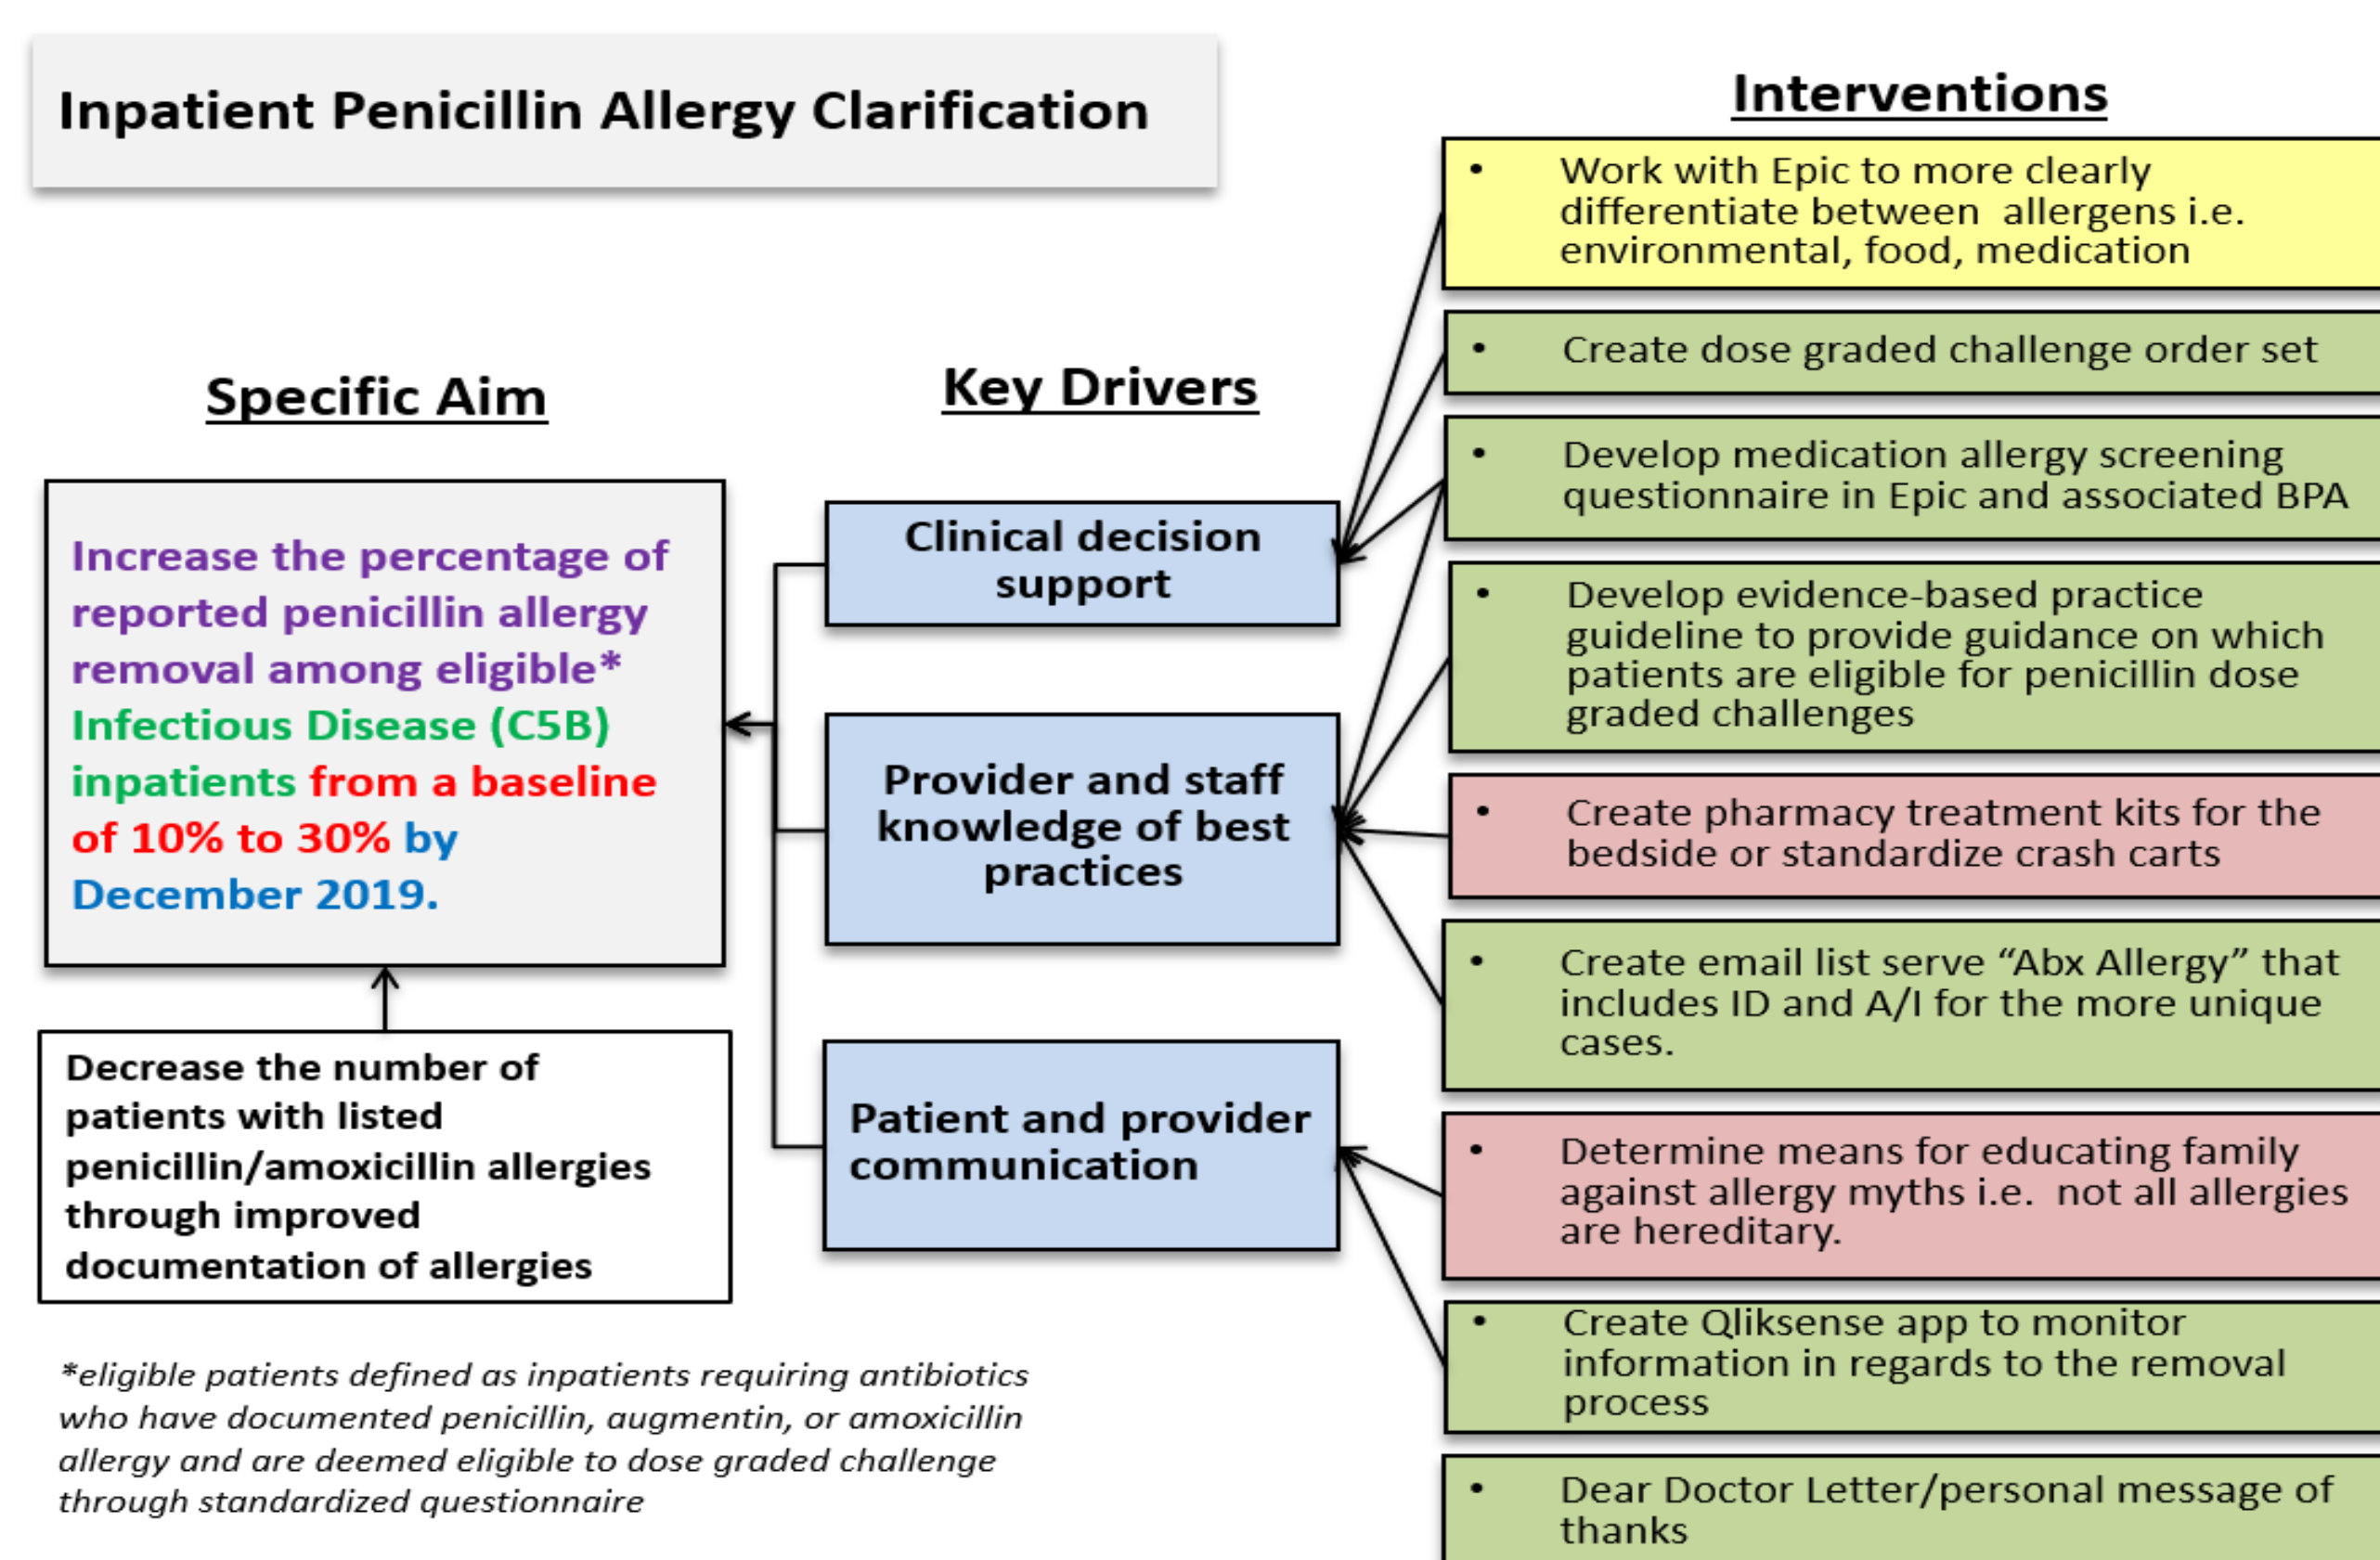 Inpatient Penicillin Allergy Clarification
Specific Aim
Increase the percentage of
reported penicillin allergy
removal among eligible*
Infectious Disease (C5B)
inpatients from a baseline
of 10% to 30% by
December 2019.
Decrease the number of
patients with listed
penicillin/amoxicillin allergies
through improved
documentation of allergies
*eligible patients defined as inpatients requiring antibiotics
who have documented penicillin, augmentin, or amoxicillin
allergy and are deemed eligible to dose graded challenge
through standardized questionnaire
Key Drivers
Clinical decision
support
Provider and staff
knowledge of best
practices
Patient and provider
communication
Interventions
• Work with Epic to more clearly
differentiate between  allergens i.e.
environmental, food, medication
• Create dose graded challenge order set
• Develop medication allergy screening
questionnaire in Epic and associated BPA
• Develop evidence-based practice
guideline to provide guidance on which
patients are eligible for penicillin dose
graded challenges
• Create pharmacy treatment kits for the
bedside or standardize crash carts
• Create email list serve “Abx Allergy” that
includes ID and A/I for the more unique
cases.
• Determine means for educating family
against allergy myths i.e.  not all allergies
are hereditary.
• Create Qliksense app to monitor
information in regards to the removal
process
• Dear Doctor Letter/personal message of
thanks